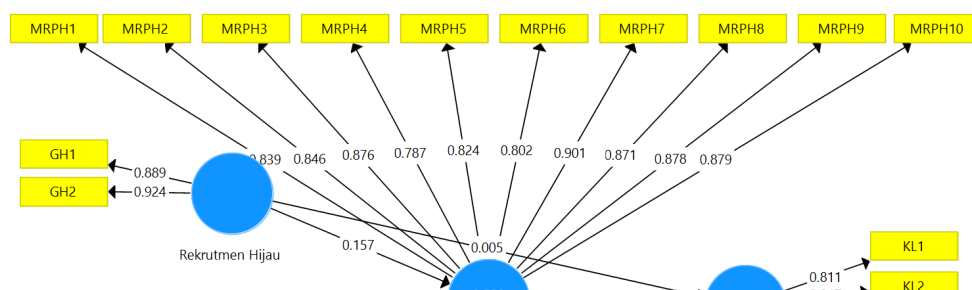 MRPH1 MRPH2 MRPH3 MRPH4 MRPH5 MRPH6 MRPH7 MRPH8 MRPH9 MRPH10
GH1
GH2
0.889
0.924
0.839 0.846 0.876 0.787 0.824 0.802 0.901 0.871 0.878 0.879
Rekrutmen Hijau
0.157
0.005
KL1
0.811
KL2